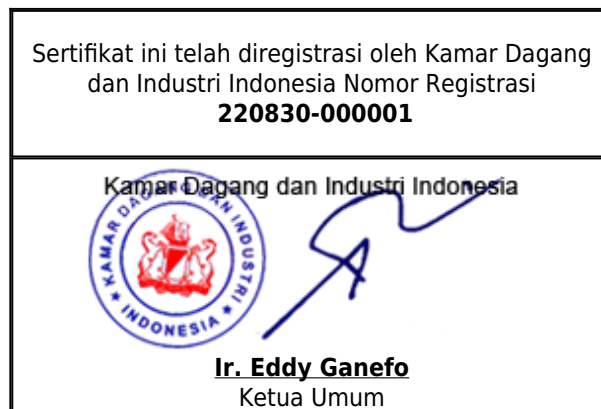 Sertifikat ini telah diregistrasi oleh Kamar Dagang
dan Industri Indonesia Nomor Registrasi
220830-000001
Kamar Dagang dan Industri Indonesia
KAMAR DAGANG DAN INDUSTRI
INDONESIA
Ir. Eddy Ganefo
Ketua Umum